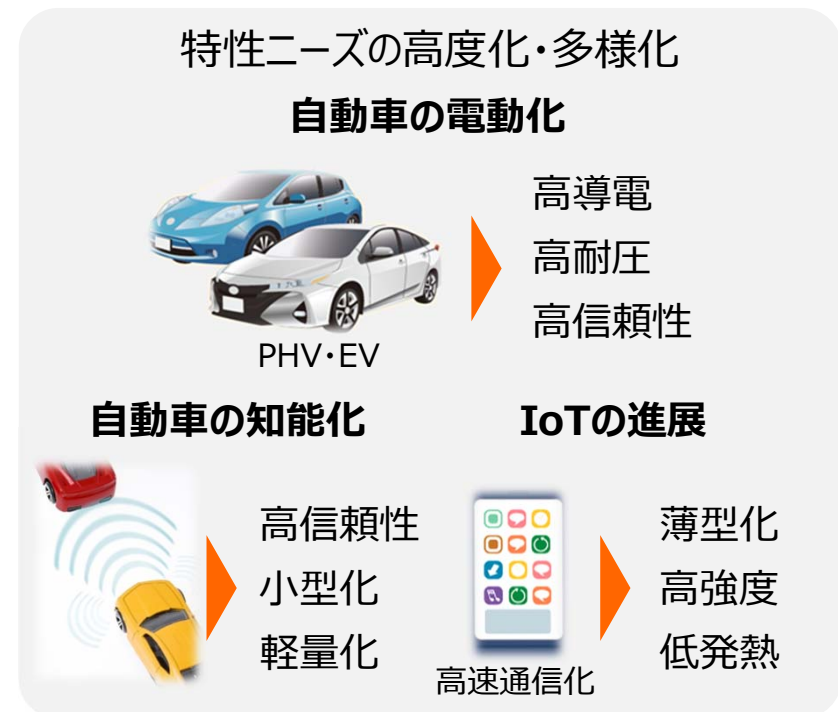 特性ニーズの高度化・多様化
自動車の電動化
高導電
高耐圧
高信頼性
PHV・EV
自動車の知能化
高信頼性
小型化
軽量化
IoTの進展
薄型化
高強度
低発熱
高速通信化